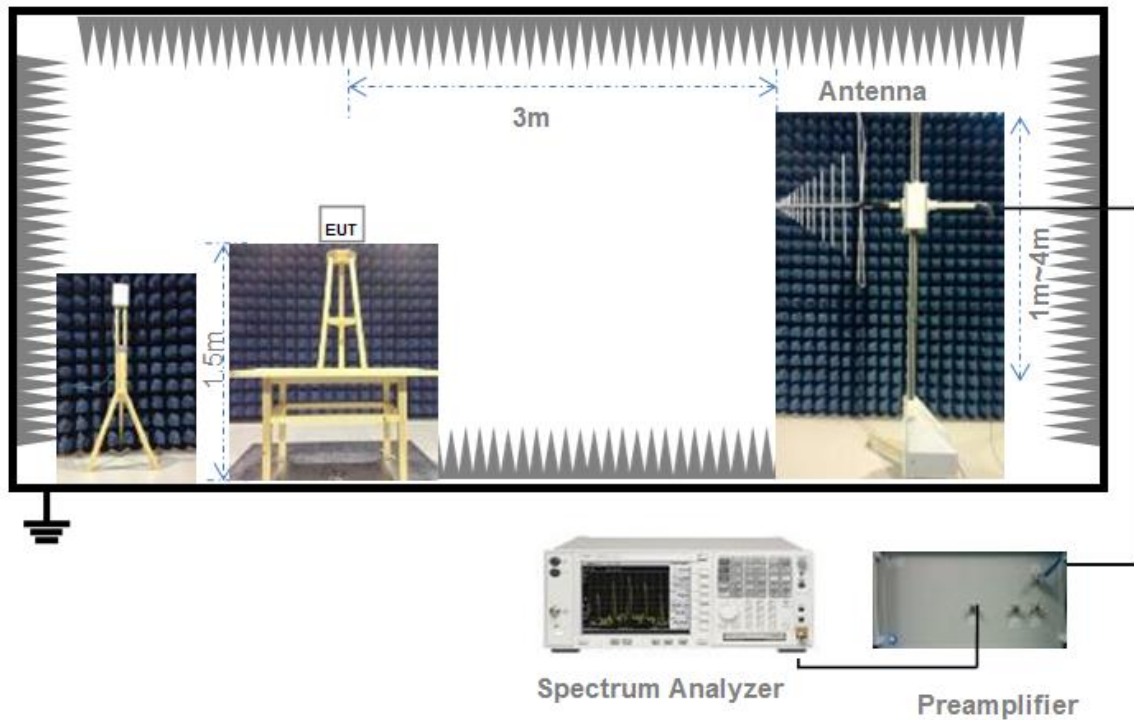 Antenna
3m
EUT
1.5m
1m~4m
Spectrum Analyzer
Preamplifier